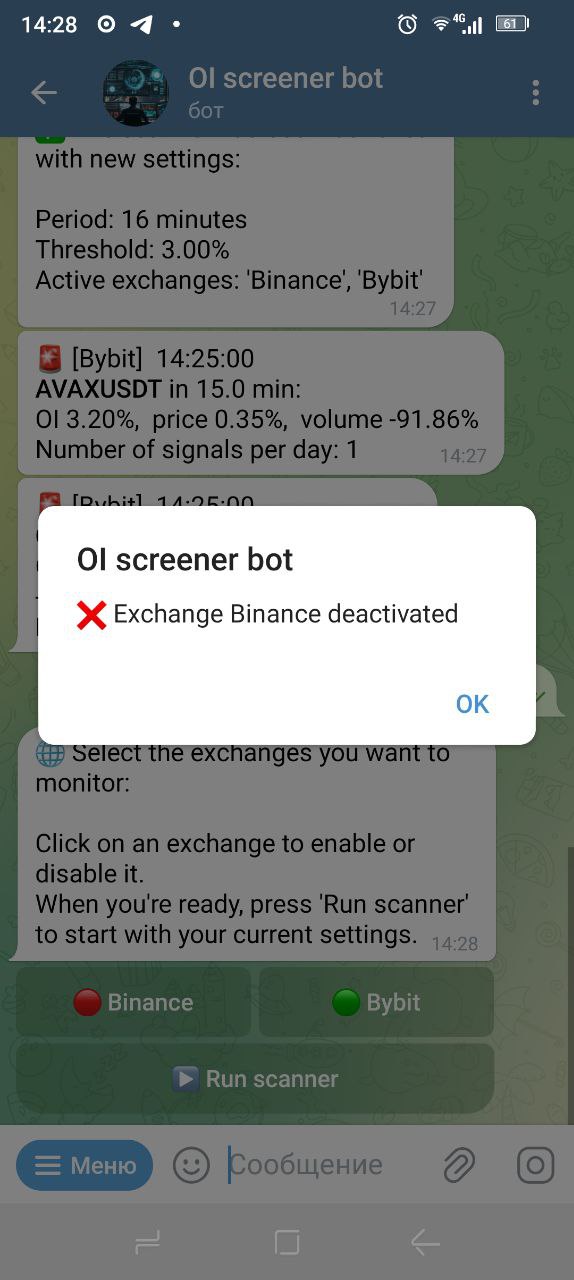 14:28
4G
61
OI screener bot
бот
with new settings:
Period: 16 minutes
Threshold: 3.00%
Active exchanges: 'Binance', 'Bybit'
14:27
[Bybit] 14:25:00
AVAXUSDT in 15.0 min:
OI 3.20%, price 0.35%, volume -91.86%
Number of signals per day: 1
14:27
[Bybit] 14:25:00
OI screener bot
Exchange Binance deactivated
OK
Select the exchanges you want to
monitor:
Click on an exchange to enable or
disable it.
When you're ready, press 'Run scanner'
to start with your current settings.
14:28
Binance
Bybit
Run scanner
Меню
Сообщение